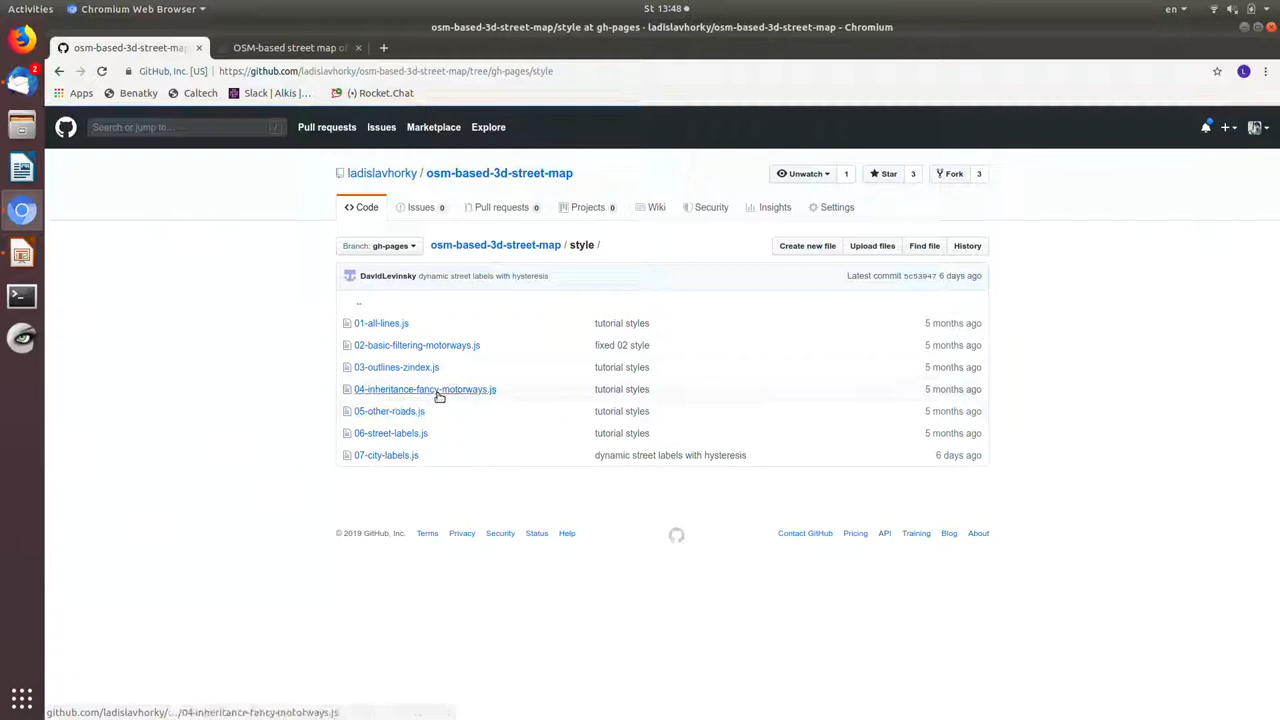 Activities Chromium Web Browser St 13:48 en
osm-based-3d-street-map/style at gh-pages - ladislavhorky/osm-based-3d-street-map - Chromium
osm-based-3d-street-map OSM-based street map of
GitHub, Inc. [US] https://github.com/ladislavhorky/osm-based-3d-street-map/tree/gh-pages/style L
Apps Benatky Caltech Slack | Alkis |... (•) Rocket.Chat
2
Search or jump to... / Pull requests Issues Marketplace Explore
ladislavhorky / osm-based-3d-street-map Unwatch 1 Star 3 Fork 3
Code Issues 0 Pull requests 0 Projects 0 Wiki Security Insights Settings
Branch: gh-pages osm-based-3d-street-map / style / Create new file Upload files Find file History
DavidLevinsky dynamic street labels with hysteresis Latest commit 5c53947 6 days ago
..
01-all-lines.js tutorial styles 5 months ago
02-basic-filtering-motorways.js fixed 02 style 5 months ago
03-outlines-zindex.js tutorial styles 5 months ago
04-inheritance-fancy-motorways.js tutorial styles 5 months ago
05-other-roads.js tutorial styles 5 months ago
06-street-labels.js tutorial styles 5 months ago
07-city-labels.js dynamic street labels with hysteresis 6 days ago
© 2019 GitHub, Inc. Terms Privacy Security Status Help Contact GitHub Pricing API Training Blog About
github.com/ladislavhorky/.../04-inheritance-fancy-motorways.js